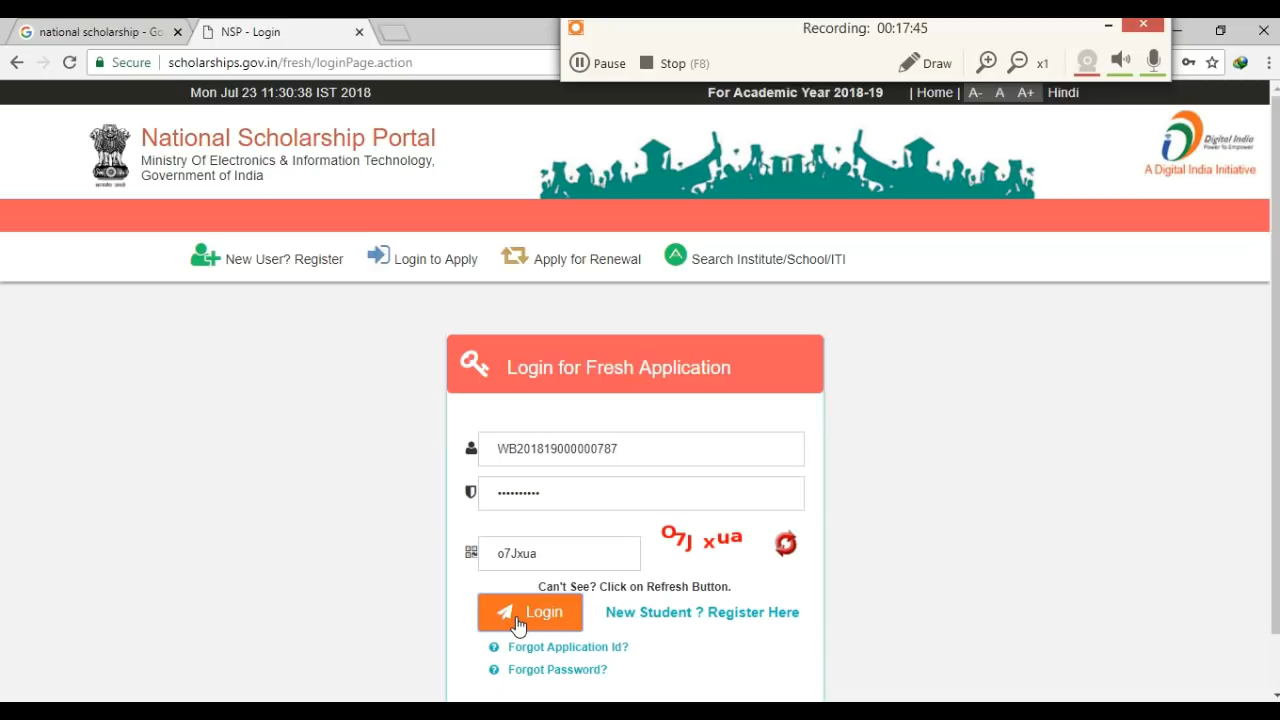 national scholarship - Go
NSP - Login
Recording: 00:17:45
Pause
Stop (F8)
x1
Draw
Secure
scholarships.gov.in/fresh/loginPage.action
Mon Jul 23 11:30:38 IST 2018
For Academic Year 2018-19 | Home | A- A A+ Hindi
National Scholarship Portal
Ministry Of Electronics & Information Technology,
Government of India
Digital India
Power To Empower
A Digital India Initiative
New User? Register
Login to Apply
Apply for Renewal
Search Institute/School/ITI
Login for Fresh Application
WB201819000000787
••••••••••
o7Jxua
O7J xua
Can't See? Click on Refresh Button.
Login
New Student ? Register Here
Forgot Application Id?
Forgot Password?